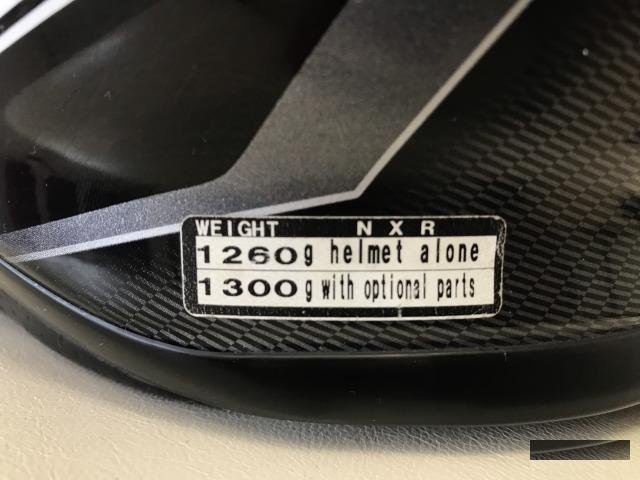 WEIGHT NXR
1260g helmet alone
1300g with optional parts